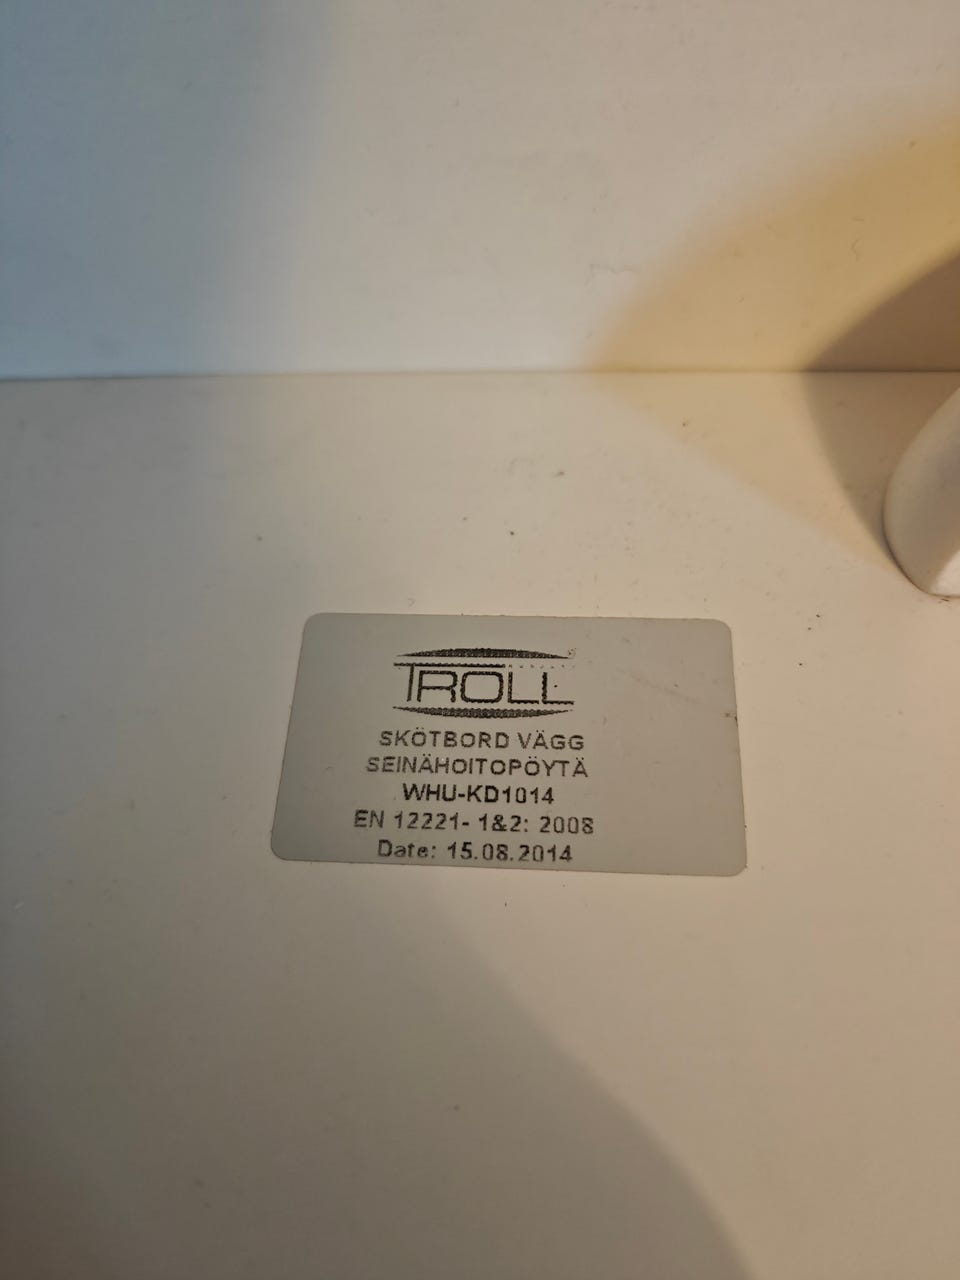 TROLL
SKÖTBORD VÄGG
SEINÄHOITOPÖYTÄ
WHU-KD1014
EN 12221- 1&2: 2008
Date: 15.08.2014